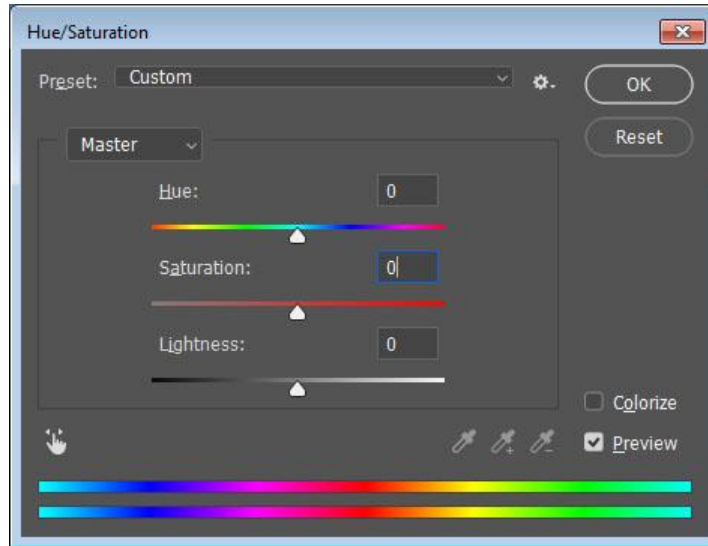 Hue/Saturation
Preset: Custom
OK
Master
Reset
Hue: 0
Saturation: 0
Lightness: 0
Colorize
Preview